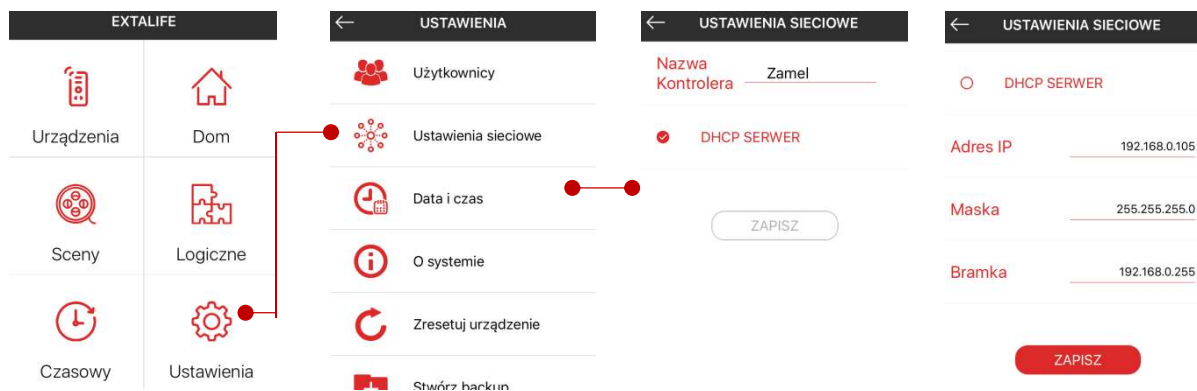 EXTALIFE
Urządzenia
Dom
Sceny
Logiczne
Czasowy
Ustawienia
USTAWIENIA
Użytkownicy
Ustawienia sieciowe
Data i czas
O systemie
Zresetuj urządzenie
Stwórz backup
USTAWIENIA SIECIOWE
Nazwa
Kontrolera Zamel
DHCP SERWER
ZAPISZ
USTAWIENIA SIECIOWE
DHCP SERWER
Adres IP 192.168.0.105
Maska 255.255.255.0
Bramka 192.168.0.255
ZAPISZ